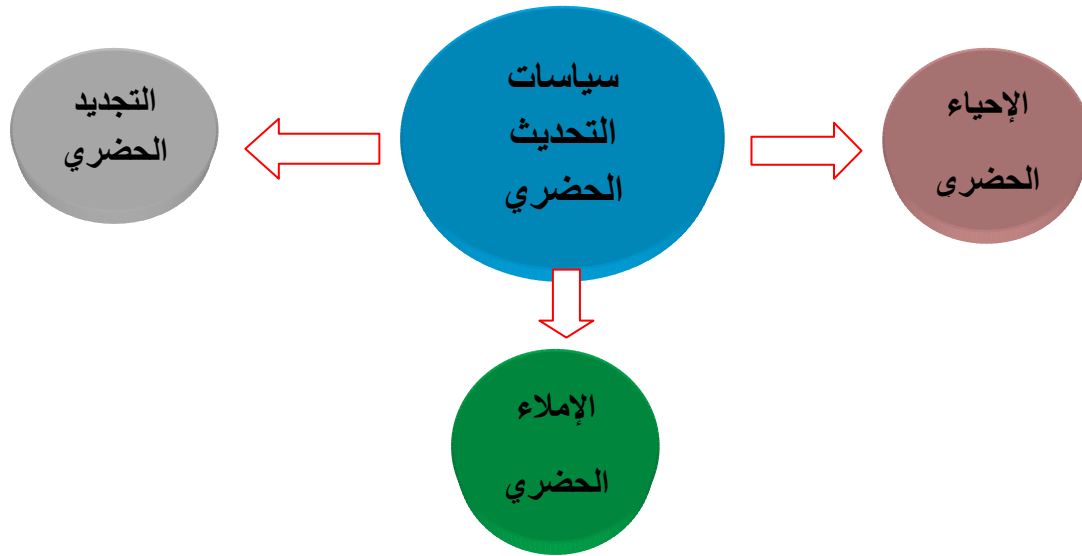 سياسات
التحديث
الحضري
الإحياء
الحضرى
التجديد
الحضري
الإملاء
الحضري